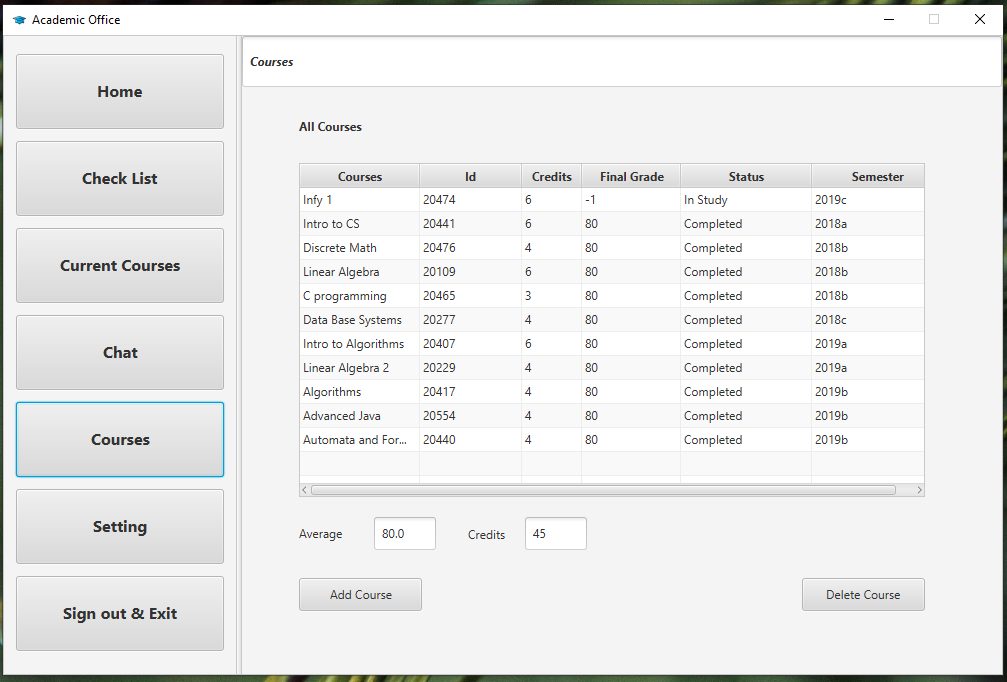 Academic Office
Home
Check List
Current Courses
Chat
Courses
Setting
Sign out & Exit
Courses
All Courses
Courses Id Credits Final Grade Status Semester
Infy 1 20474 6 -1 In Study 2019c
Intro to CS 20441 6 80 Completed 2018a
Discrete Math 20476 4 80 Completed 2018b
Linear Algebra 20109 6 80 Completed 2018b
C programming 20465 3 80 Completed 2018b
Data Base Systems 20277 4 80 Completed 2018c
Intro to Algorithms 20407 6 80 Completed 2019a
Linear Algebra 2 20229 4 80 Completed 2019a
Algorithms 20417 4 80 Completed 2019b
Advanced Java 20554 4 80 Completed 2019b
Automata and For... 20440 4 80 Completed 2019b
Average 80.0 Credits 45
Add Course Delete Course